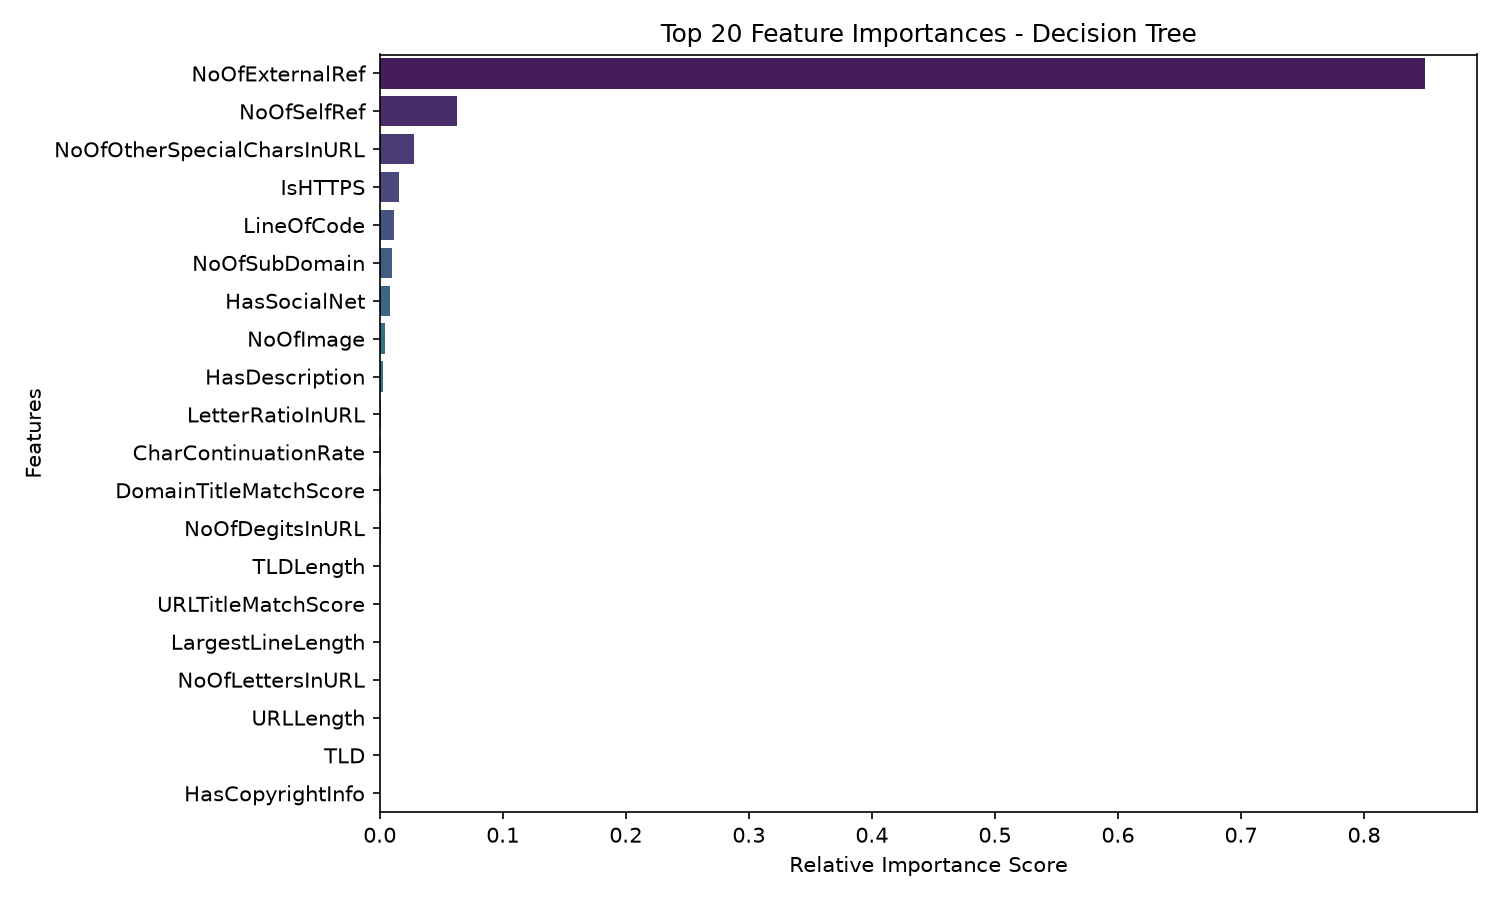 Top 20 Feature Importances - Decision Tree
Features
NoOfExternalRef
NoOfSelfRef
NoOfOtherSpecialCharsInURL
IsHTTPS
LineOfCode
NoOfSubDomain
HasSocialNet
NoOfImage
HasDescription
LetterRatioInURL
CharContinuationRate
DomainTitleMatchScore
NoOfDegitsInURL
TLDLength
URLTitleMatchScore
LargestLineLength
NoOfLettersInURL
URLLength
TLD
HasCopyrightInfo
0.0 0.1 0.2 0.3 0.4 0.5 0.6 0.7 0.8
Relative Importance Score